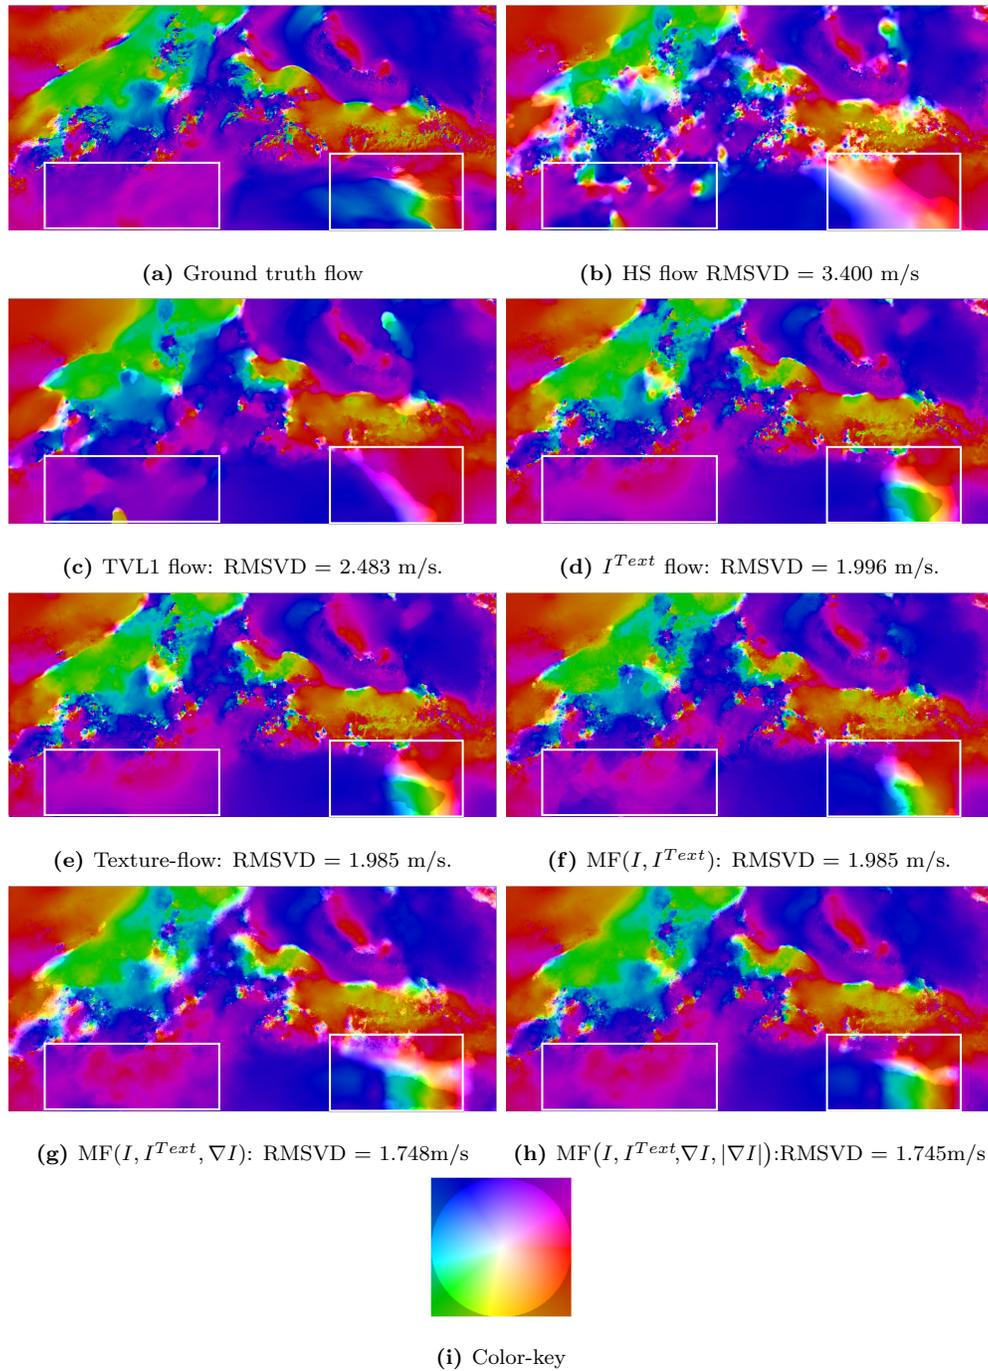 (a) Ground truth flow
(b) HS flow RMSVD = 3.400 m/s
(c) TVL1 flow: RMSVD = 2.483 m/s.
(d) I^{Text} flow: RMSVD = 1.996 m/s.
(e) Texture-flow: RMSVD = 1.985 m/s.
(f) MF(I, I^{Text}): RMSVD = 1.985 m/s.
(g) MF(I, I^{Text}, ∇I): RMSVD = 1.748m/s
(h) MF(I, I^{Text},∇I, |∇I|):RMSVD = 1.745m/s
(i) Color-key